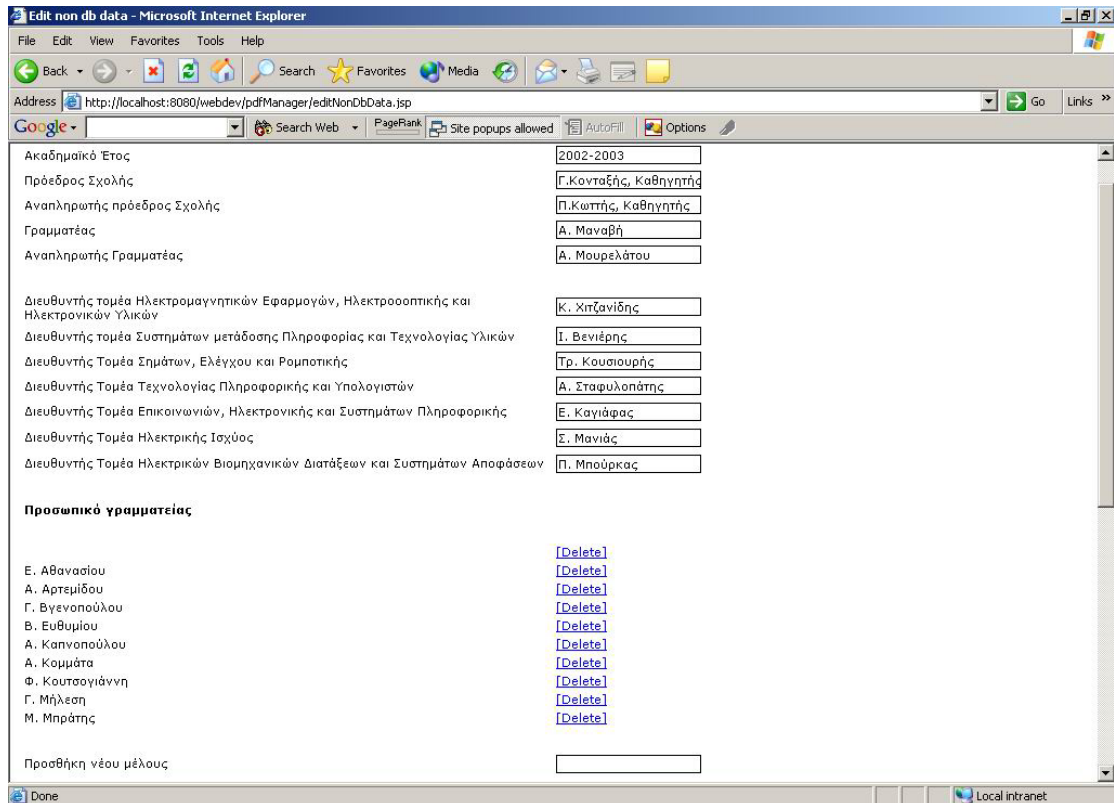 Edit non db data - Microsoft Internet Explorer
File Edit View Favorites Tools Help
Back Search Favorites Media
Address http://localhost:8080/webdev/pdfManager/editNonDbData.jsp Go Links »
Google Search Web PageRank Site popups allowed AutoFill Options
Ακαδημαϊκό Έτος 2002-2003
Πρόεδρος Σχολής Γ.Κονταξής, Καθηγητής
Αναπληρωτής πρόεδρος Σχολής Π.Κωττής, Καθηγητής
Γραμματέας Α. Μαναβή
Αναπληρωτής Γραμματέας Α. Μουρελάτου
Διευθυντής τομέα Ηλεκτρομαγνητικών Εφαρμογών, Ηλεκτροοοπτικής και
Ηλεκτρονικών Υλικών Κ. Χιτζανίδης
Διευθυντής τομέα Συστημάτων μετάδοσης Πληροφορίας και Τεχνολογίας Υλικών Ι. Βενιέρης
Διευθυντής Τομέα Σημάτων, Ελέγχου και Ρομποτικής Τρ. Κουσιουρής
Διευθυντής Τομέα Τεχνολογίας Πληροφορικής και Υπολογιστών Α. Σταφυλοπάτης
Διευθυντής Τομέα Επικοινωνιών, Ηλεκτρονικής και Συστημάτων Πληροφορικής Ε. Καγιάφας
Διευθυντής Τομέα Ηλεκτρικής Ισχύος Σ. Μανιάς
Διευθυντής Τομέα Ηλεκτρικών Βιομηχανικών Διατάξεων και Συστημάτων Αποφάσεων Π. Μπούρκας
Προσωπικό γραμματείας
[Delete]
Ε. Αθανασίου [Delete]
Α. Αρτεμίδου [Delete]
Γ. Βγενοπούλου [Delete]
Β. Ευθυμίου [Delete]
Α. Καπνοπούλου [Delete]
Α. Κομμάτα [Delete]
Φ. Κουτσογιάννη [Delete]
Γ. Μήλεση [Delete]
Μ. Μπράτης [Delete]
Προσθήκη νέου μέλους
Done Local intranet